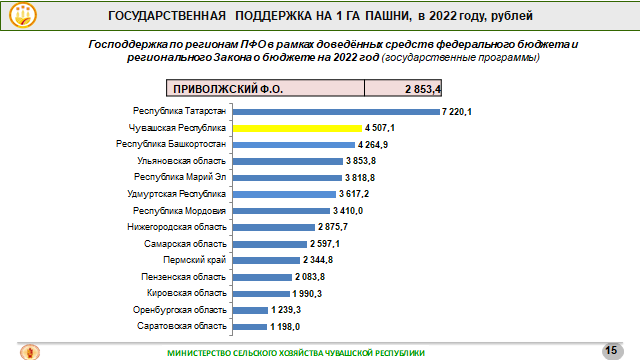 ГОСУДАРСТВЕННАЯ ПОДДЕРЖКА НА 1 ГА ПАШНИ, в 2022 году, рублей
Господдержка по регионам ПФО в рамках доведённых средств федерального бюджета и
регионального Закона о бюджете на 2022 год (государственные программы)
ПРИВОЛЖСКИЙ Ф.О. 2 853,4
Республика Татарстан 7 220,1
Чувашская Республика 4 507,1
Республика Башкортостан 4 264,9
Ульяновская область 3 853,8
Республика Марий Эл 3 818,8
Удмуртская Республика 3 617,2
Республика Мордовия 3 410,0
Нижегородская область 2 875,7
Самарская область 2 597,1
Пермский край 2 344,8
Пензенская область 2 083,8
Кировская область 1 990,3
Оренбургская область 1 239,3
Саратовская область 1 198,0
МИНИСТЕРСТВО СЕЛЬСКОГО ХОЗЯЙСТВА ЧУВАШСКОЙ РЕСПУБЛИКИ
15